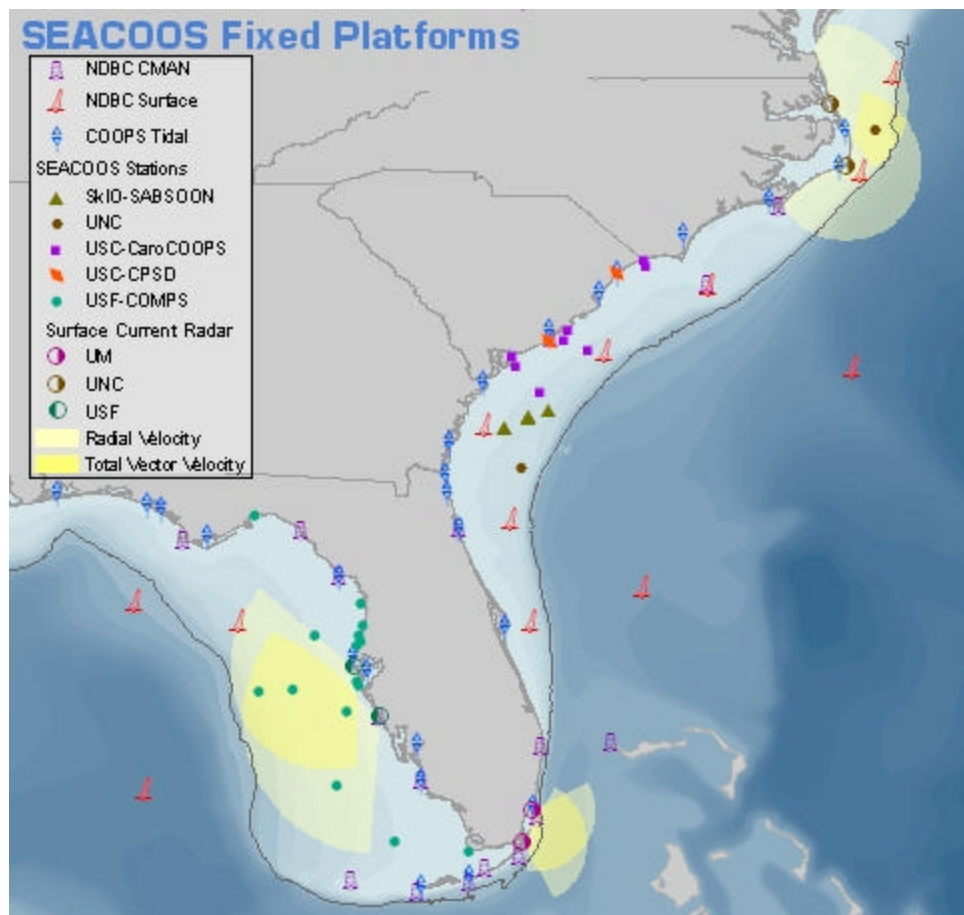 SEACOOS Fixed Platforms
NDBC CMAN
NDBC Surface
COOPS Tidal
SEACOOS Stations
SkIO-SABSOON
UNC
USC-CaroCOOPS
USC-CPSD
USF-COMPS
Surface Current Radar
UM
UNC
USF
Radial Velocity
Total Vector Velocity